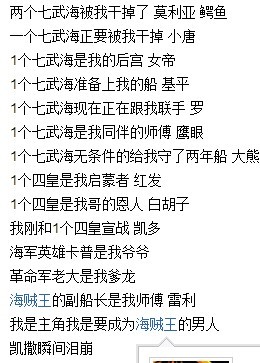 两个七武海被我干掉了 莫利亚 鳄鱼
一个七武海正要被我干掉 小唐
1个七武海是我的后宫 女帝
1个七武海准备上我的船 基平
1个七武海现在正在跟我联手 罗
1个七武海是我同伴的师傅 鹰眼
1个七武海无条件的给我守了两年船 大熊
1个四皇是我启蒙者 红发
1个四皇是我哥的恩人 白胡子
我刚和1个四皇宣战 凯多
海军英雄卡普是我爷爷
革命军老大是我爹龙
海贼王的副船长是我师傅 雷利
我是主角我是要成为海贼王的男人
凯撒瞬间泪崩